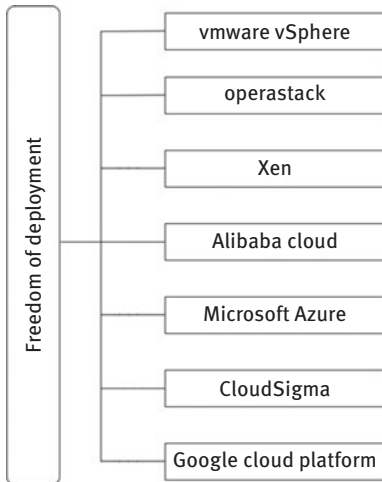 Freedom of deployment
vmware vSphere
operastack
Xen
Alibaba cloud
Microsoft Azure
CloudSigma
Google cloud platform